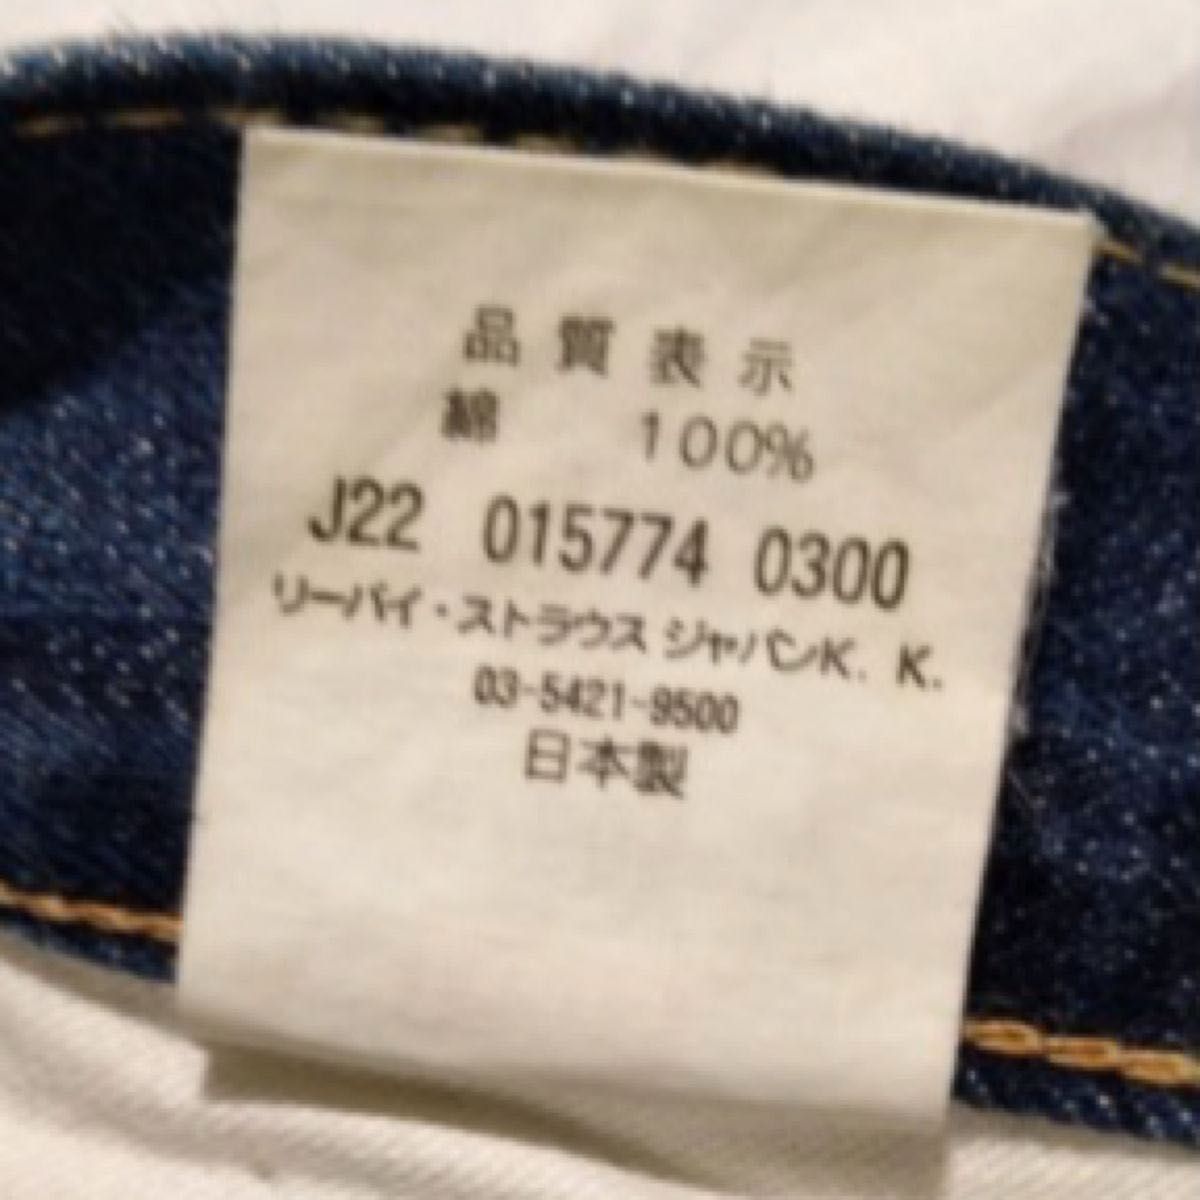 品質表示
綿 100%
J22 015774 0300
リーバイ・ストラウス ジャパンK. K.
03-5421-9500
日本製